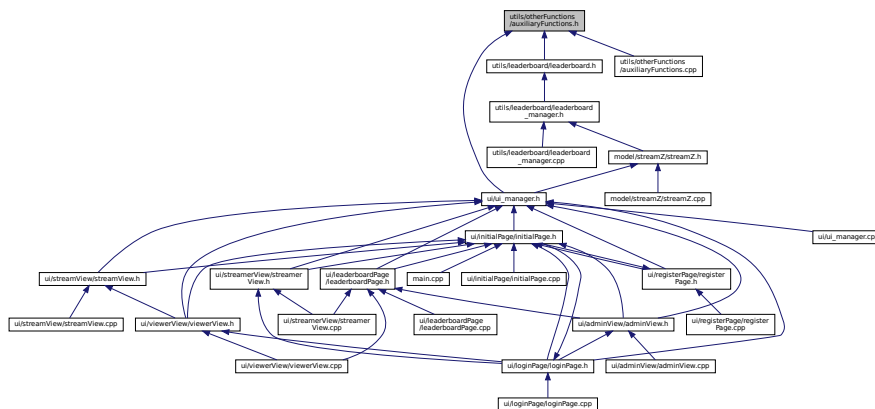 utils/otherFunctions
/auxiliaryFunctions.h
utils/leaderboard/leaderboard.h
utils/otherFunctions
/auxiliaryFunctions.cpp
utils/leaderboard/leaderboard
_manager.h
utils/leaderboard/leaderboard
_manager.cpp
model/streamZ/streamZ.h
ui/ui_manager.h
model/streamZ/streamZ.cpp
ui/initialPage/initialPage.h
ui/ui_manager.cpp
ui/streamView/streamView.h
ui/streamerView/streamer
View.h
ui/leaderboardPage
/leaderboardPage.h
main.cpp
ui/initialPage/initialPage.cpp
ui/registerPage/register
Page.h
ui/streamView/streamView.cpp
ui/viewerView/viewerView.h
ui/streamerView/streamer
View.cpp
ui/leaderboardPage
/leaderboardPage.cpp
ui/adminView/adminView.h
ui/registerPage/register
Page.cpp
ui/viewerView/viewerView.cpp
ui/loginPage/loginPage.h
ui/adminView/adminView.cpp
ui/loginPage/loginPage.cpp